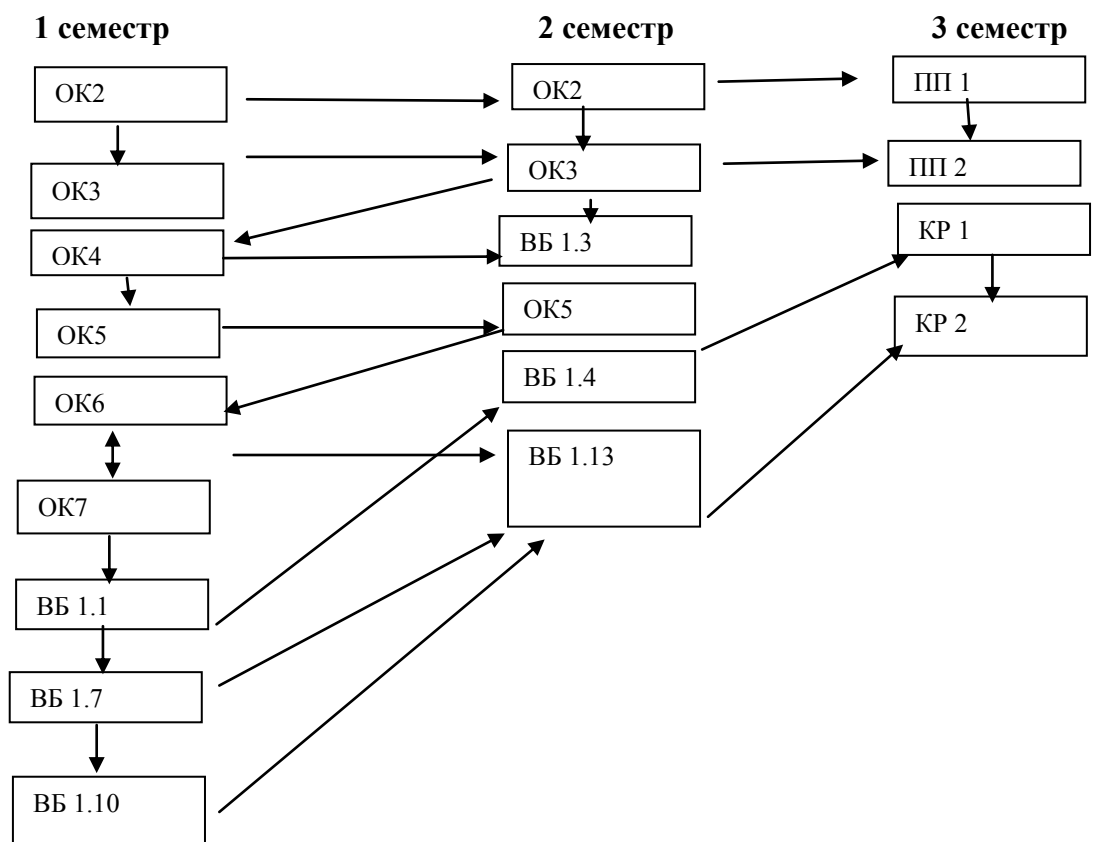 1 семестр
2 семестр
3 семестр
ОК2
ОК3
ОК4
ОК5
ОК6
ОК7
ВБ 1.1
ВБ 1.7
ВБ 1.10
ОК2
ОК3
ВБ 1.3
ОК5
ВБ 1.4
ВБ 1.13
ПП 1
ПП 2
КР 1
КР 2